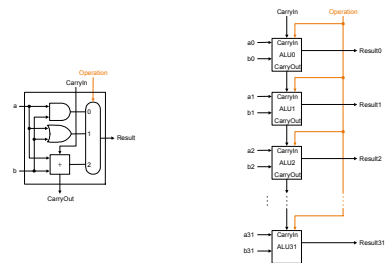 CarryIn
Operation
a
0
1
Result
+
2
b
CarryOut
CarryIn
Operation
a0
CarryIn
Result0
ALU0
b0
CarryOut
a1
CarryIn
Result1
ALU1
b1
CarryOut
a2
CarryIn
Result2
ALU2
b2
CarryOut
a31
CarryIn
Result31
ALU31
b31